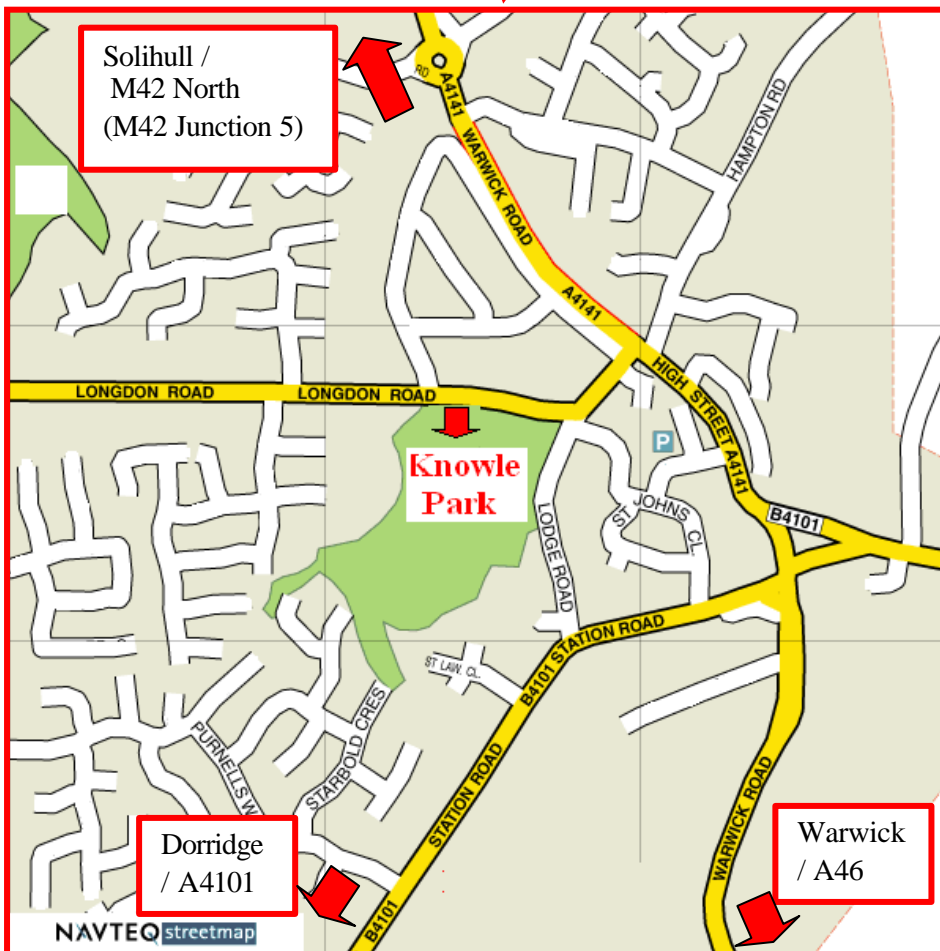 Solihull /
M42 North
(M42 Junction 5)
RD
A4141
WARWICK ROAD
HAMPTON RD
A4141
LONGDON ROAD
LONGDON ROAD
HIGH STREET A4141
P
Knowle
Park
B4101
ST JOHNS CL.
LODGE ROAD
B4101 STATION ROAD
ST LAW. CL.
STARBOLD CRES
PURNELLS W
STATION ROAD
WARWICK ROAD
Dorridge
/ A4101
Warwick
/ A46
B4101
NAVTEQ streetmap